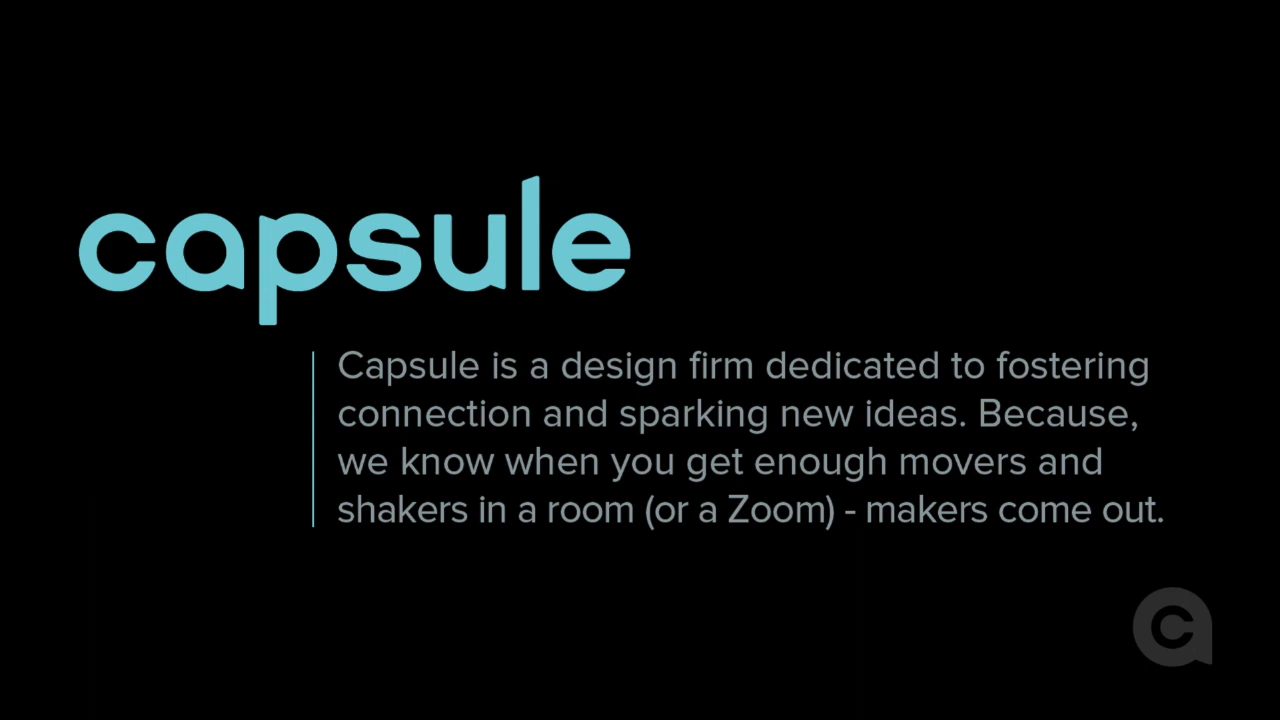 capsule
Capsule is a design firm dedicated to fostering
connection and sparking new ideas. Because,
we know when you get enough movers and
shakers in a room (or a Zoom) - makers come out.